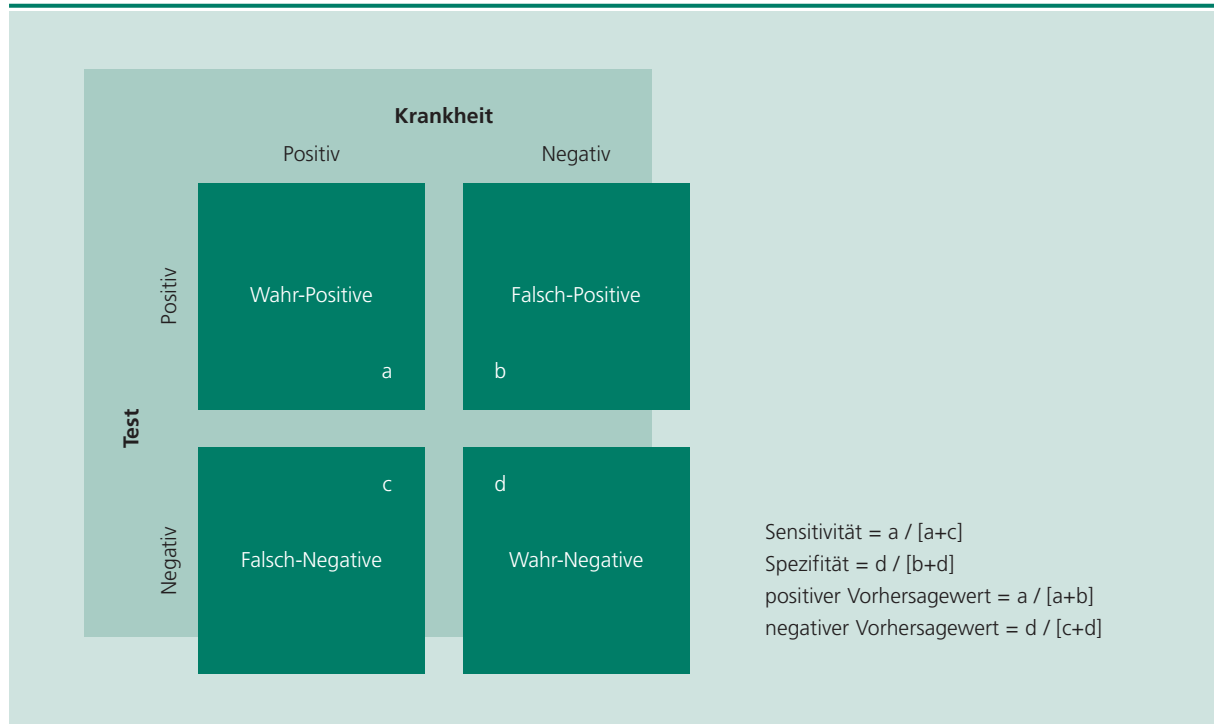 Krankheit
Positiv
Negativ
Test
Positiv
Wahr-Positive
a
Falsch-Positive
b
Negativ
c
Falsch-Negative
d
Wahr-Negative
Sensitivität = a / [a+c]
Spezifität = d / [b+d]
positiver Vorhersagewert = a / [a+b]
negativer Vorhersagewert = d / [c+d]